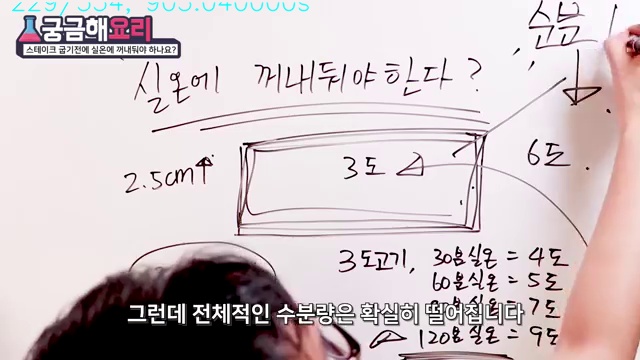 229/334, 903.040000s
궁금해요리
스테이크 굽기전에 실온에 꺼내둬야 하나요?
수분
실온에 꺼내둬야한다?
2.5cm↑
3도
6도.
3도고기, 30분실온 = 4도
60분실온 = 5도
= 7도
120분실온 = 9도
그런데 전체적인 수분량은 확실히 떨어집니다